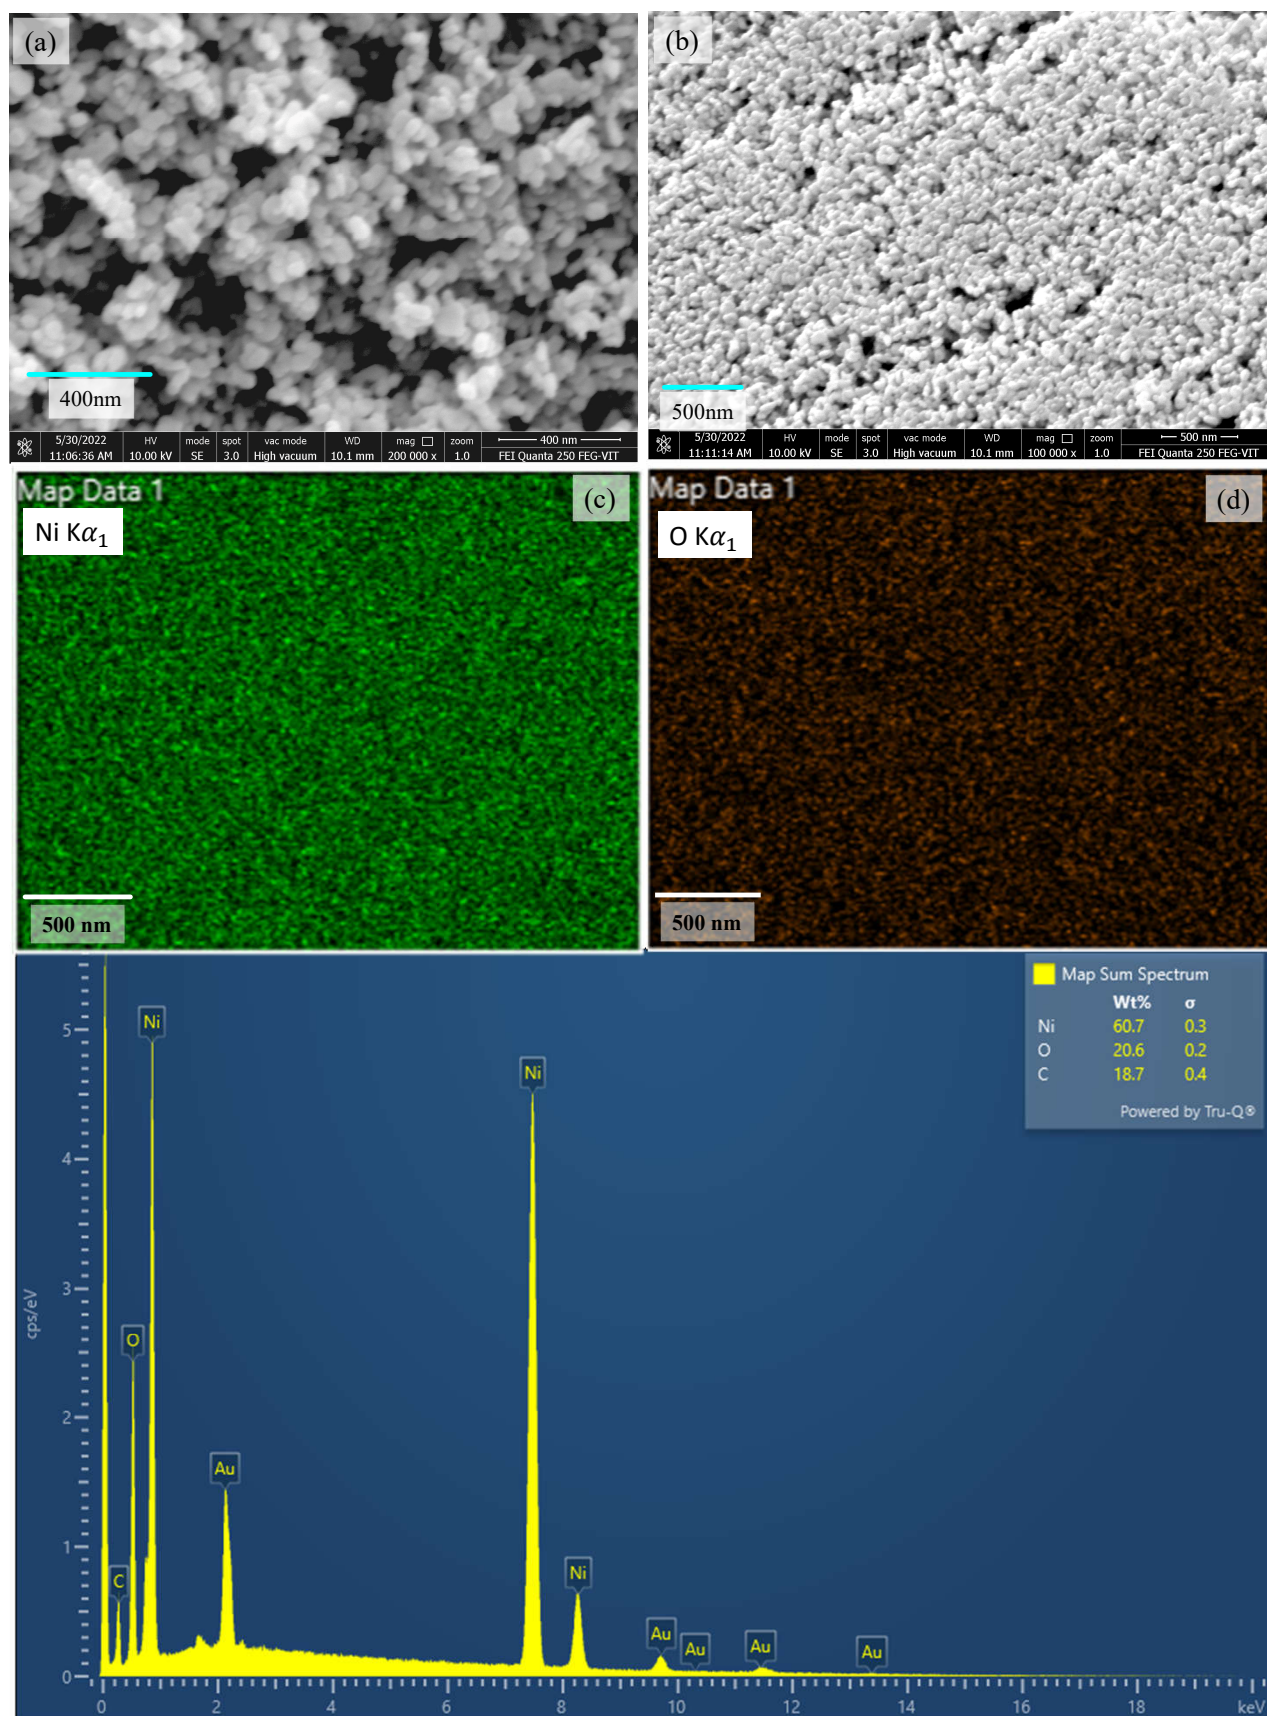 (a)
400nm
5/30/2022 HV mode spot vac mode WD mag zoom 400 nm
11:06:36 AM 10.00 kV SE 3.0 High vacuum 10.1 mm 200 000 x 1.0 FEI Quanta 250 FEG-VIT
(b)
500nm
5/30/2022 HV mode spot vac mode WD mag zoom 500 nm
11:11:14 AM 10.00 kV SE 3.0 High vacuum 10.1 mm 100 000 x 1.0 FEI Quanta 250 FEG-VIT
Map Data 1
(c)
Ni Kα₁
500 nm
Map Data 1
(d)
O Kα₁
500 nm
Map Sum Spectrum
Wt% σ
Ni 60.7 0.3
O 20.6 0.2
C 18.7 0.4
Powered by Tru-Q®
cps/eV
5
4
3
2
1
0
C
O
Ni
Au
Ni
Ni
Au
Au
Au
Au
0 2 4 6 8 10 12 14 16 18 keV